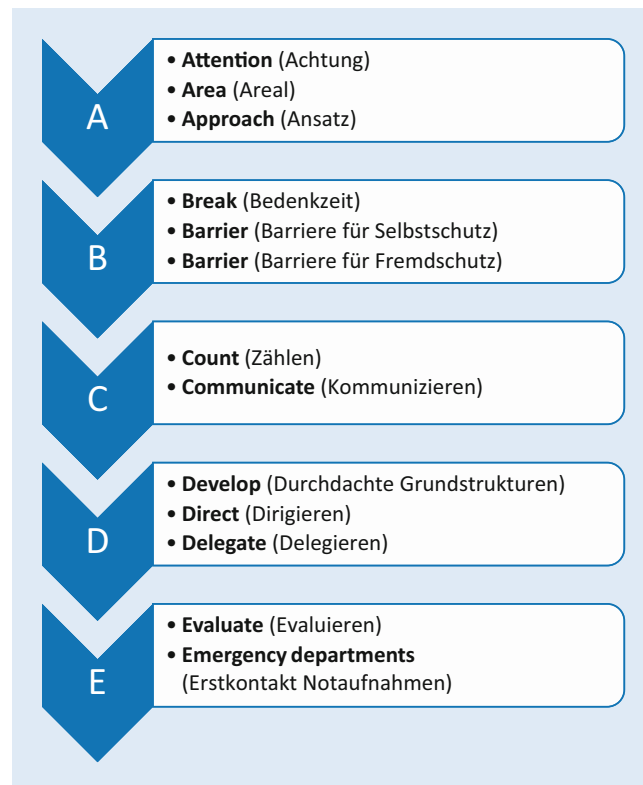 A
• Attention (Achtung)
• Area (Areal)
• Approach (Ansatz)
B
• Break (Bedenkzeit)
• Barrier (Barriere für Selbstschutz)
• Barrier (Barriere für Fremdschutz)
C
• Count (Zählen)
• Communicate (Kommunizieren)
D
• Develop (Durchdachte Grundstrukturen)
• Direct (Dirigieren)
• Delegate (Delegieren)
E
• Evaluate (Evaluieren)
• Emergency departments
(Erstkontakt Notaufnahmen)